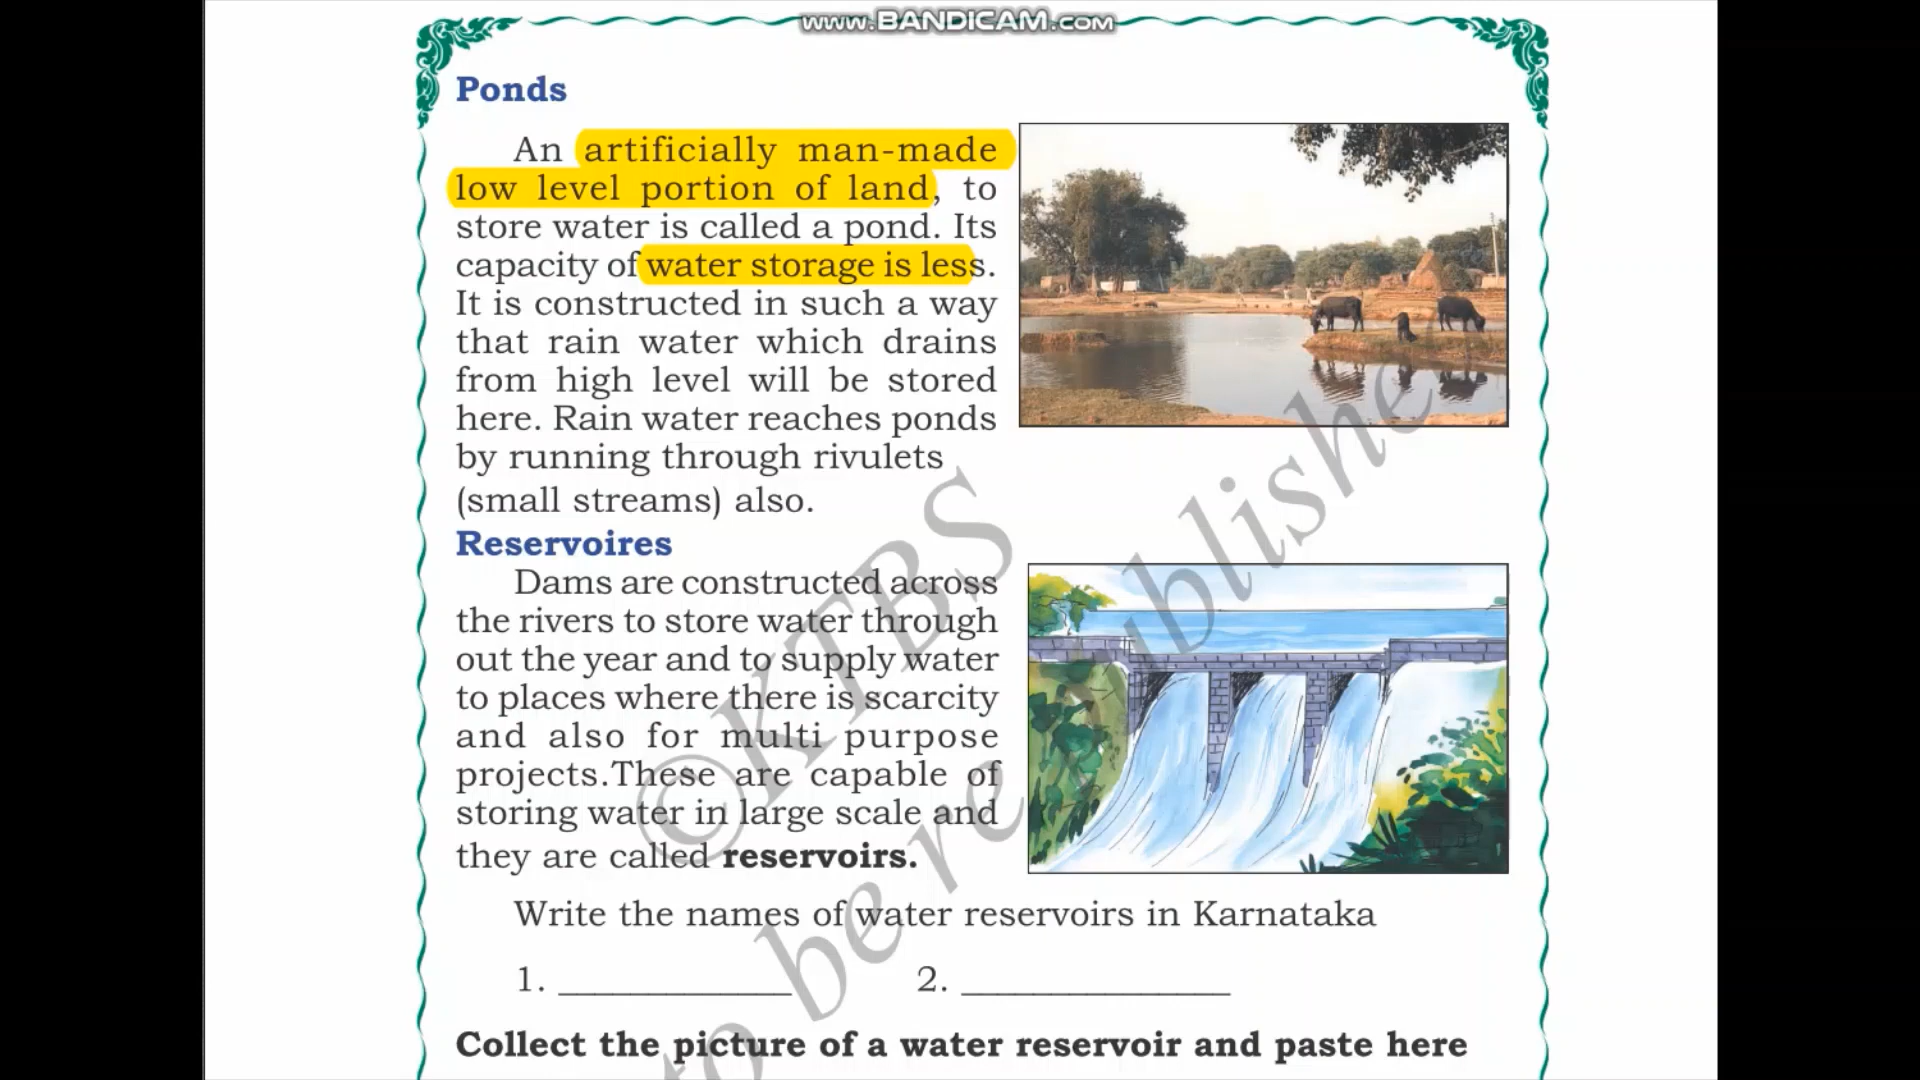 www.BANDICAM.com
Ponds
An artificially man-made
low level portion of land, to
store water is called a pond. Its
capacity of water storage is less.
It is constructed in such a way
that rain water which drains
from high level will be stored
here. Rain water reaches ponds
by running through rivulets
(small streams) also.
Reservoires
Dams are constructed across
the rivers to store water through
out the year and to supply water
to places where there is scarcity
and also for multi purpose
projects.These are capable of
storing water in large scale and
they are called reservoirs.
Write the names of water reservoirs in Karnataka
1. _____________ 2. _______________
Collect the picture of a water reservoir and paste here
©KTBS
to be republishe